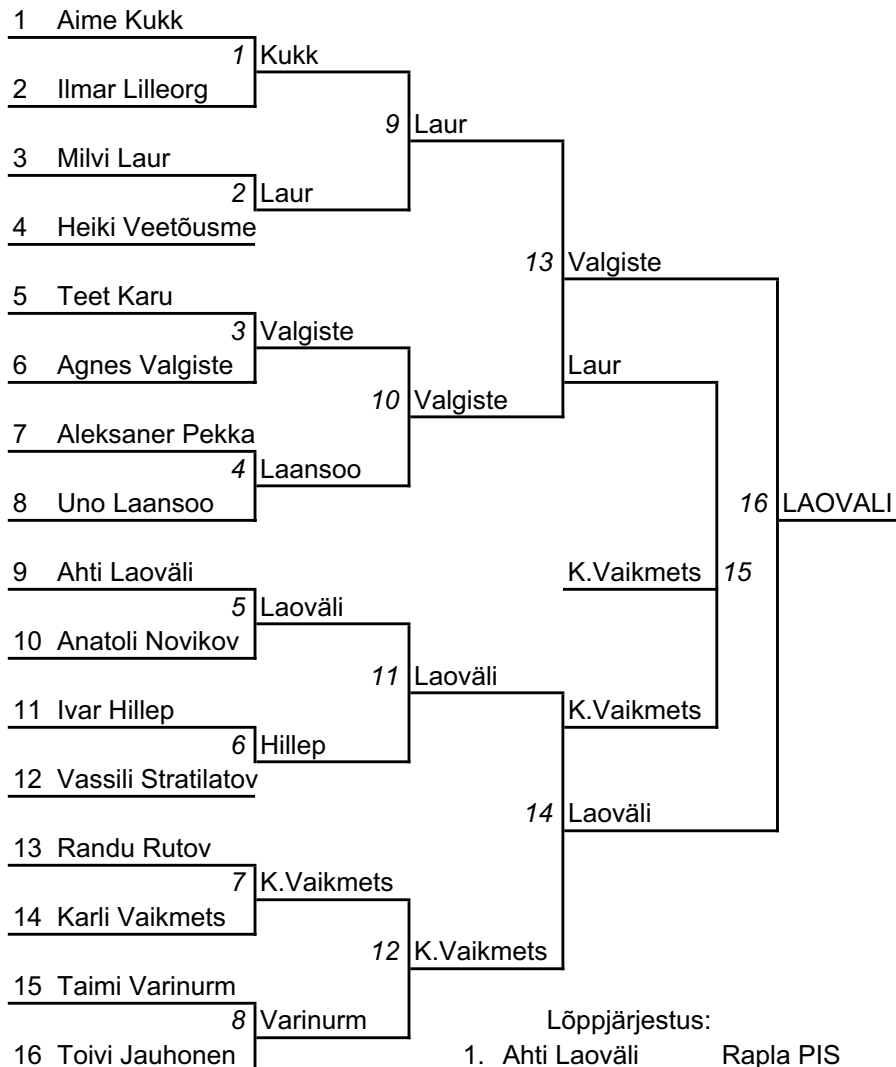 1 Aime Kukk
1 Kukk
2 Ilmar Lilleorg
9 Laur
3 Milvi Laur
2 Laur
4 Heiki Veetõusme
13 Valgiste
5 Teet Karu
3 Valgiste
6 Agnes Valgiste
Laur
10 Valgiste
7 Aleksaner Pekka
4 Laansoo
8 Uno Laansoo
16 LAOVALI
9 Ahti Laoväli
K.Vaikmets 15
5 Laoväli
10 Anatoli Novikov
11 Laoväli
11 Ivar Hillep
K.Vaikmets
6 Hillep
12 Vassili Stratilatov
14 Laoväli
13 Randu Rutov
7 K.Vaikmets
14 Karli Vaikmets
12 K.Vaikmets
15 Taimi Varinurm
8 Varinurm
Lõppjärjestus:
16 Toivi Jauhonen
1. Ahti Laoväli Rapla PIS